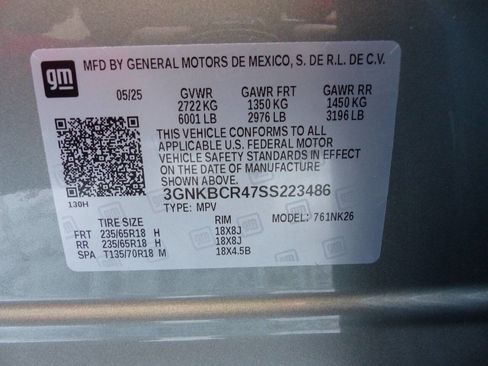 gm
MFD BY GENERAL MOTORS DE MEXICO, S. DE R.L. DE C.V.
05/25 GVWR GAWR FRT GAWR RR
2722 KG 1350 KG 1450 KG
6001 LB 2976 LB 3196 LB
THIS VEHICLE CONFORMS TO ALL
APPLICABLE U.S. FEDERAL MOTOR
VEHICLE SAFETY STANDARDS IN EFFECT
ON THE DATE OF MANUFACTURE
SHOWN ABOVE.
130H 3GNKBCR47SS223486
TYPE: MPV MODEL: 761NK26
TIRE SIZE RIM
FRT 235/65R18 H 18X8J
RR 235/65R18 H 18X8J
SPA T135/70R18 M 18X4.5B